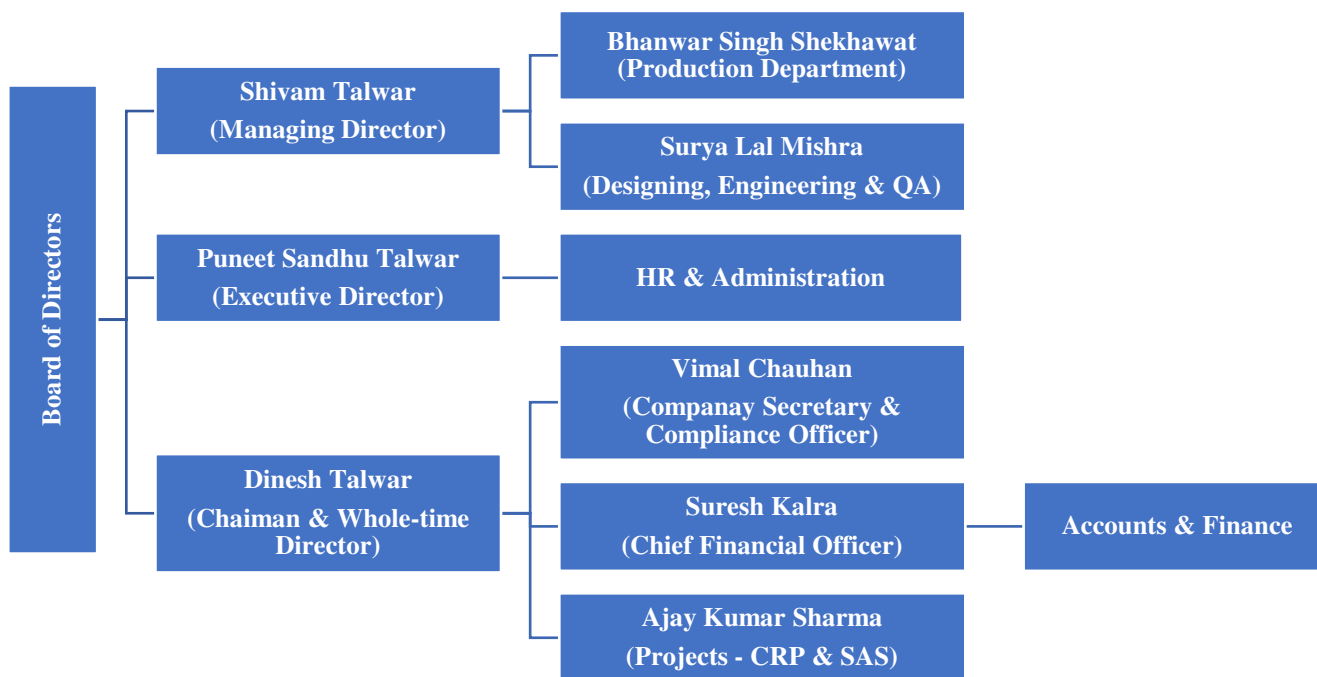 Board of Directors
Shivam Talwar
(Managing Director)
Bhanwar Singh Shekhawat
(Production Department)
Surya Lal Mishra
(Designing, Engineering & QA)
Puneet Sandhu Talwar
(Executive Director)
HR & Administration
Dinesh Talwar
(Chaiman & Whole-time
Director)
Vimal Chauhan
(Companay Secretary &
Compliance Officer)
Suresh Kalra
(Chief Financial Officer)
Accounts & Finance
Ajay Kumar Sharma
(Projects - CRP & SAS)